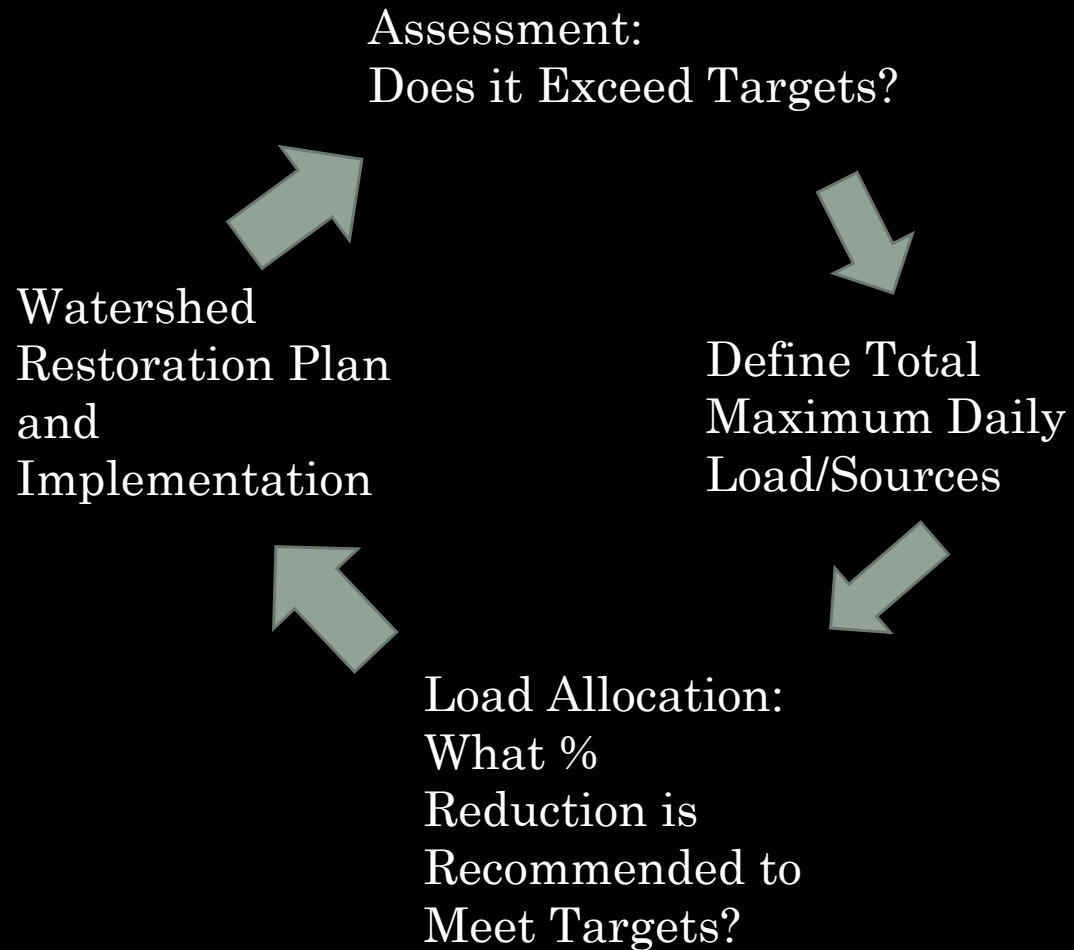 Assessment:
Does it Exceed Targets?
Define Total
Maximum Daily
Load/Sources
Load Allocation:
What %
Reduction is
Recommended to
Meet Targets?
Watershed
Restoration Plan
and
Implementation